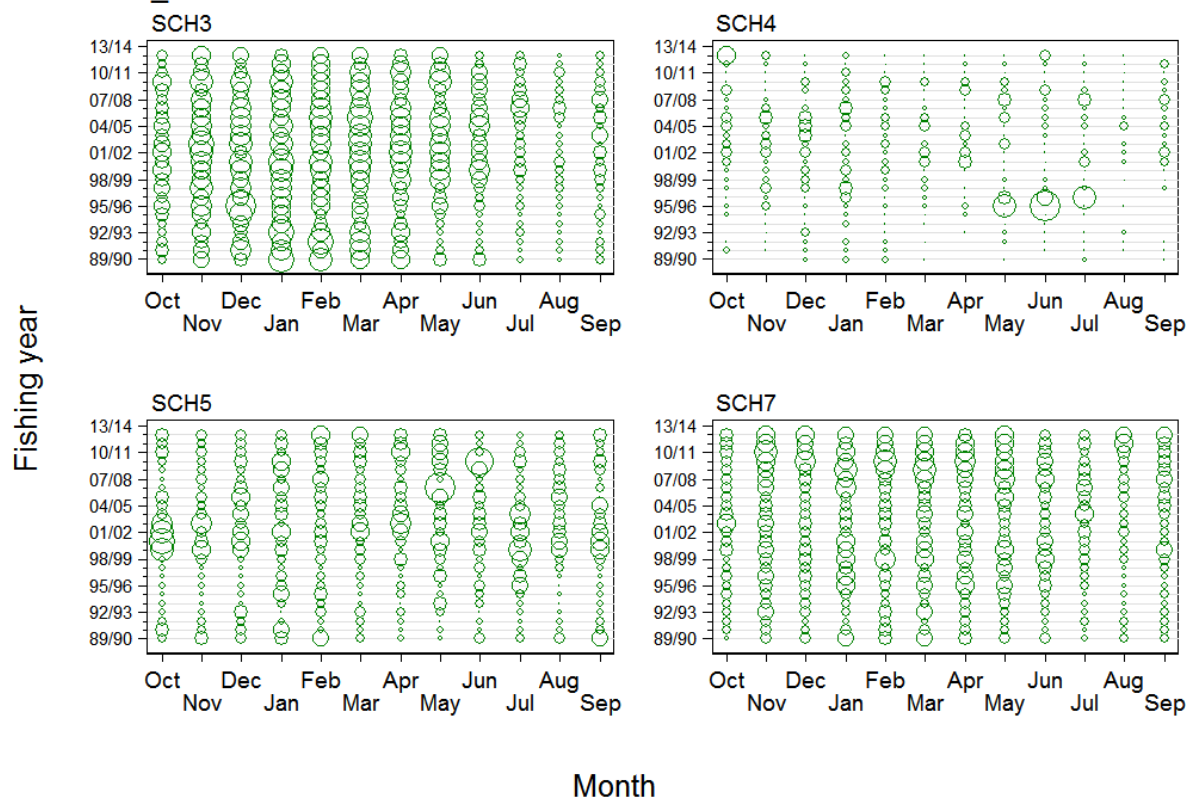 SCH3
SCH4
13/14
10/11
07/08
04/05
01/02
98/99
95/96
92/93
89/90
13/14
10/11
07/08
04/05
01/02
98/99
95/96
92/93
89/90
Oct Dec Feb Apr Jun Aug
Nov Jan Mar May Jul Sep
Oct Dec Feb Apr Jun Aug
Nov Jan Mar May Jul Sep
Fishing year
SCH5
SCH7
13/14
10/11
07/08
04/05
01/02
98/99
95/96
92/93
89/90
13/14
10/11
07/08
04/05
01/02
98/99
95/96
92/93
89/90
Oct Dec Feb Apr Jun Aug
Nov Jan Mar May Jul Sep
Oct Dec Feb Apr Jun Aug
Nov Jan Mar May Jul Sep
Month